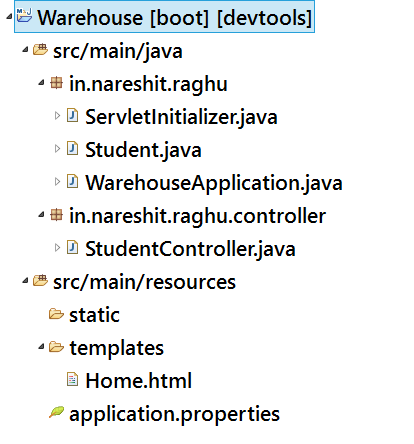 Warehouse [boot] [devtools]
src/main/java
in.nareshit.raghu
ServletInitializer.java
Student.java
WarehouseApplication.java
in.nareshit.raghu.controller
StudentController.java
src/main/resources
static
templates
Home.html
application.properties